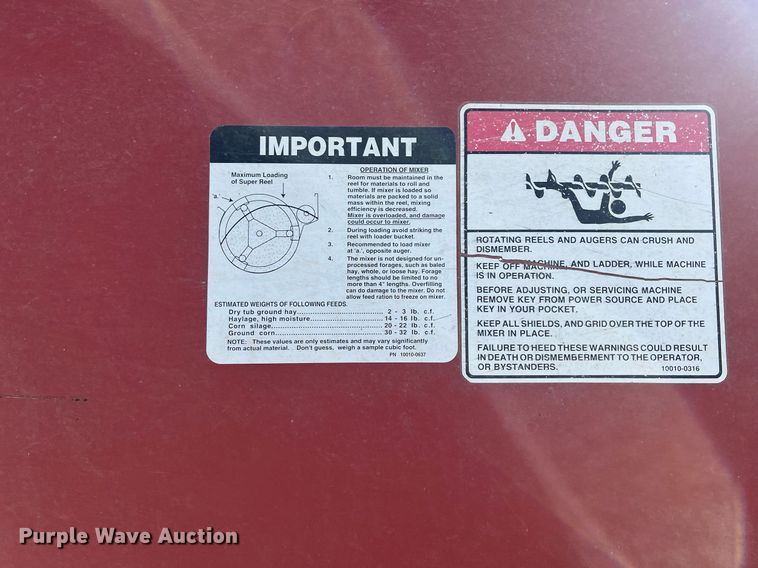 IMPORTANT
Maximum Loading
of Super Reel
'a.'
OPERATION OF MIXER
1. Room must be maintained in the
reel for materials to roll and
tumble. If mixer is loaded so
materials are packed to a solid
mass within the reel, mixing
efficiency is decreased.
Mixer is overloaded, and damage
could occur to mixer.
2. During loading avoid striking the
reel with loader bucket.
3. Recommended to load mixer
at 'a.', opposite auger.
4. The mixer is not designed for un-
processed forages, such as baled
hay, whole, or loose hay. Forage
lengths should be limited to no
more than 4" lengths. Overfilling
can do damage to the mixer. Do not
allow feed ration to freeze on mixer.
ESTIMATED WEIGHTS OF FOLLOWING FEEDS.
Dry tub ground hay........................ 2 - 3 lb. c.f.
Haylage, high moisture................... 14 - 16 lb. c.f.
Corn silage................................... 20 - 22 lb. c.f.
Ground corn.................................. 30 - 32 lb. c.f.
NOTE: These values are only estimates and may vary significantly
from actual material. Don't guess, weigh a sample cubic foot.
PN 10010-0637
DANGER
ROTATING REELS AND AUGERS CAN CRUSH AND
DISMEMBER.
KEEP OFF MACHINE, AND LADDER, WHILE MACHINE
IS IN OPERATION.
BEFORE ADJUSTING, OR SERVICING MACHINE
REMOVE KEY FROM POWER SOURCE AND PLACE
KEY IN YOUR POCKET.
KEEP ALL SHIELDS, AND GRID OVER THE TOP OF THE
MIXER IN PLACE.
FAILURE TO HEED THESE WARNINGS COULD RESULT
IN DEATH OR DISMEMBERMENT TO THE OPERATOR,
OR BYSTANDERS.
10010-0316
Purple Wave Auction